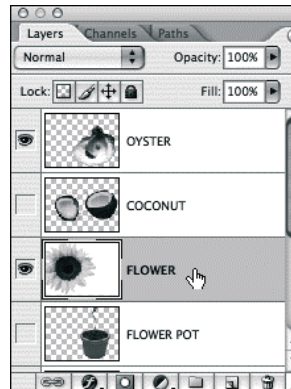 Layers Channels Paths
Normal Opacity: 100%
Lock: Fill: 100%
OYSTER
COCONUT
FLOWER
FLOWER POT